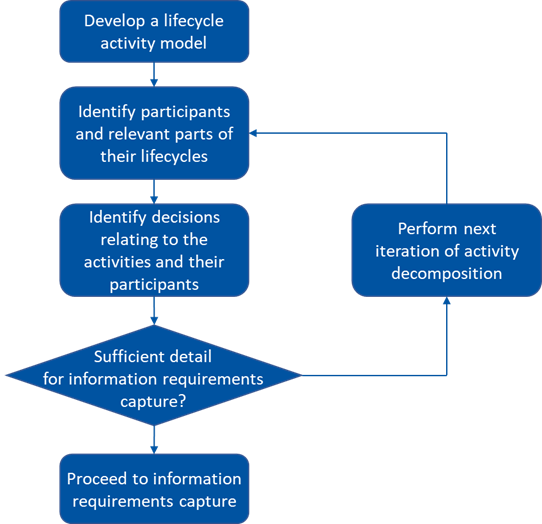 Develop a lifecycle
activity model
Identify participants
and relevant parts of
their lifecycles
Identify decisions
relating to the
activities and their
participants
Perform next
iteration of activity
decomposition
Sufficient detail
for information requirements
capture?
Proceed to information
requirements capture